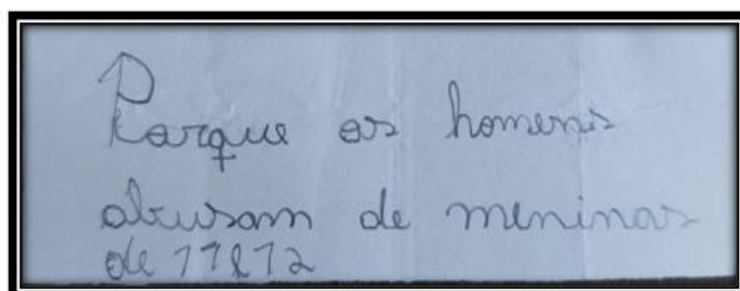 Porque os homens
abusam de meninas
de 11 e 12